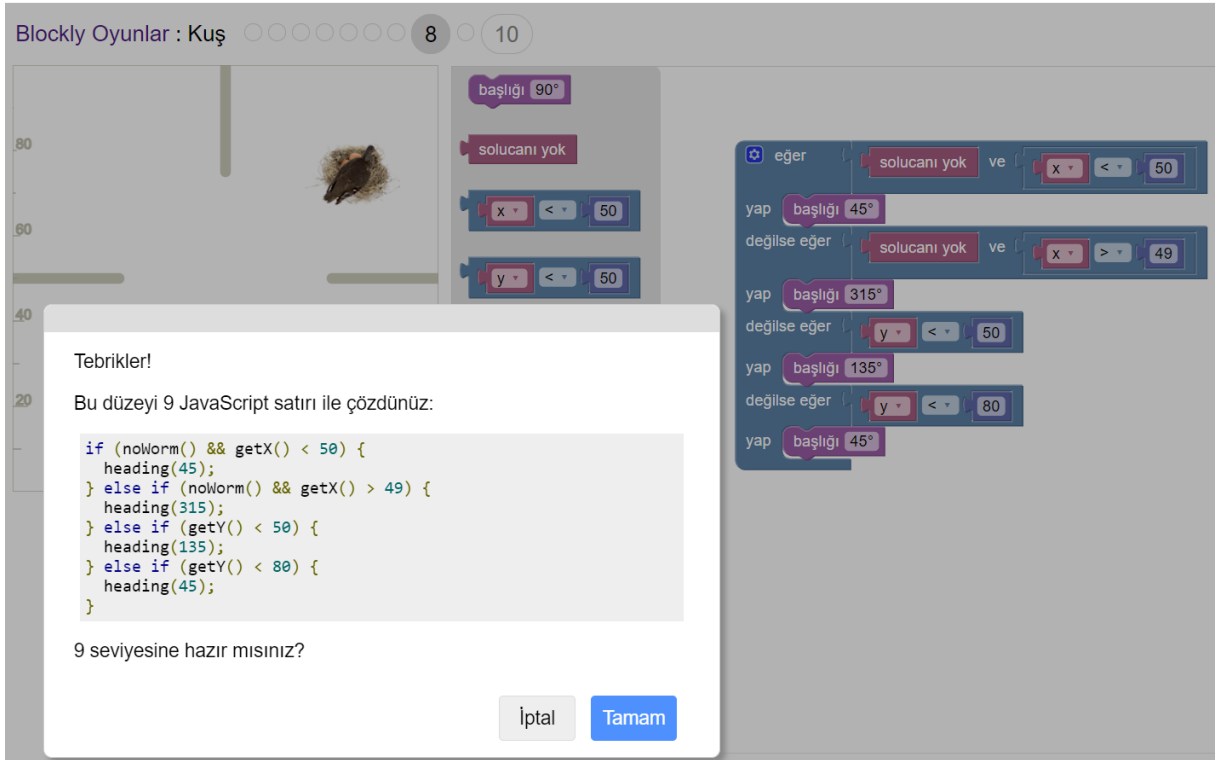 Blockly Oyunlar : Kuş 8 10
80
60
40
20
başlığı 90°
solucanı yok
x < 50
y < 50
eğer solucanı yok ve x < 50
yap başlığı 45°
değilse eğer solucanı yok ve x > 49
yap başlığı 315°
değilse eğer y < 50
yap başlığı 135°
değilse eğer y < 80
yap başlığı 45°
Tebrikler!
Bu düzeyi 9 JavaScript satırı ile çözdünüz:
if (noWorm() && getX() < 50) {
  heading(45);
} else if (noWorm() && getX() > 49) {
  heading(315);
} else if (getY() < 50) {
  heading(135);
} else if (getY() < 80) {
  heading(45);
}
9 seviyesine hazır mısınız?
İptal Tamam